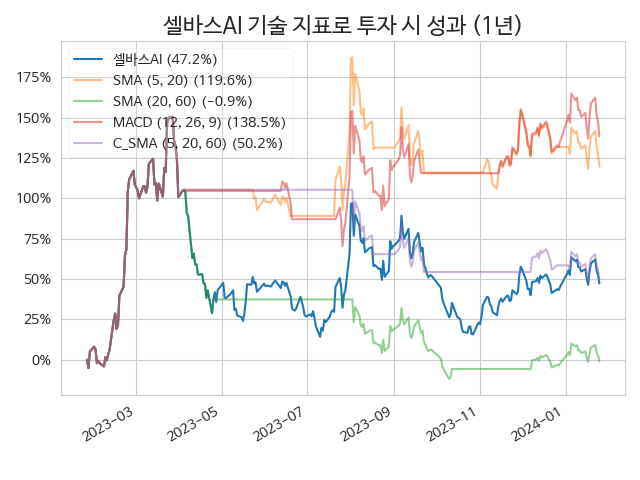 셀바스AI 기술 지표로 투자 시 성과 (1년)
셀바스AI (47.2%)
SMA (5, 20) (119.6%)
SMA (20, 60) (−0.9%)
MACD (12, 26, 9) (138.5%)
C_SMA (5, 20, 60) (50.2%)
175%
150%
125%
100%
75%
50%
25%
0%
2023−03
2023−05
2023−07
2023−09
2023−11
2024−01